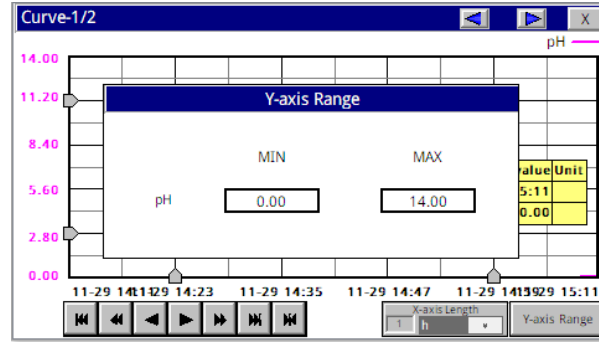 Curve-1/2
X
pH
14.00
11.20
Y-axis Range
8.40
MIN
MAX
Unit
5.60
pH
0.00
14.00
5:11
0.00
2.80
0.00
11-29
14:23
11-29 14:35
11-29 14:47
11-29
15:11
X-axis Length
1
h
Y-axis Range